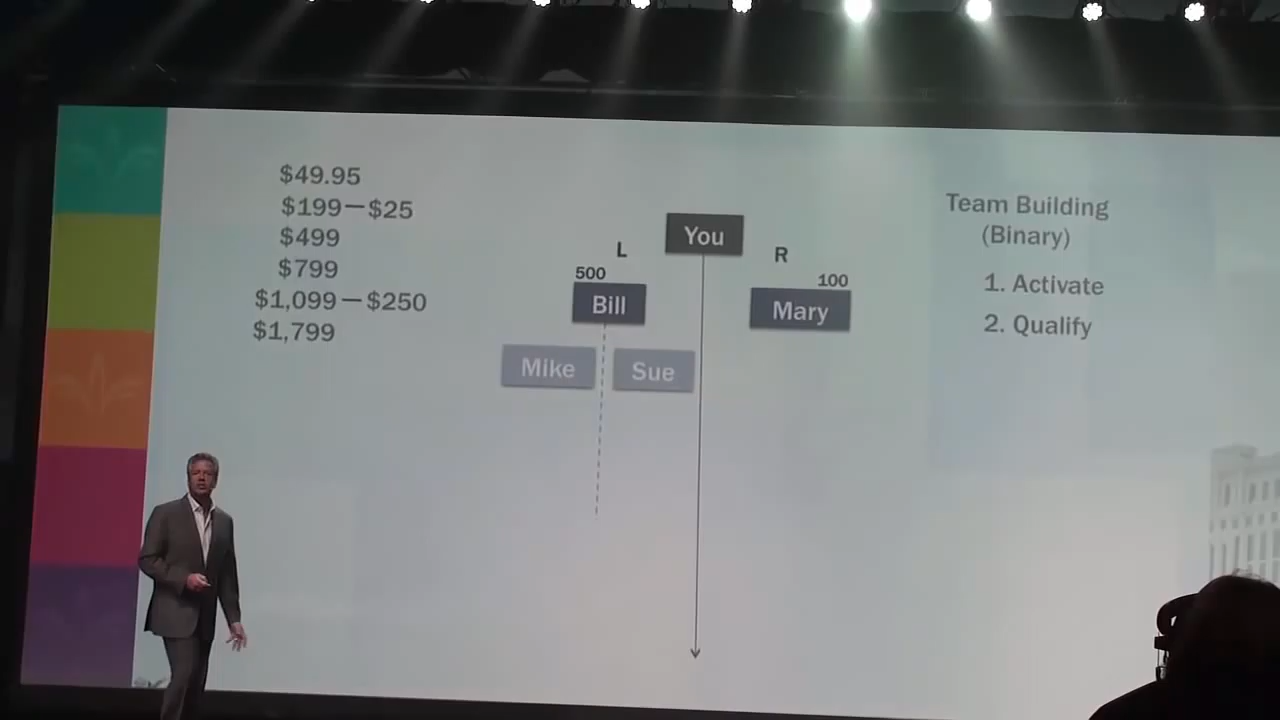 $49.95
$199—$25
$499
$799
$1,099—$250
$1,799
You
L
R
500
100
Bill
Mary
Mike
Sue
Team Building
(Binary)
1. Activate
2. Qualify